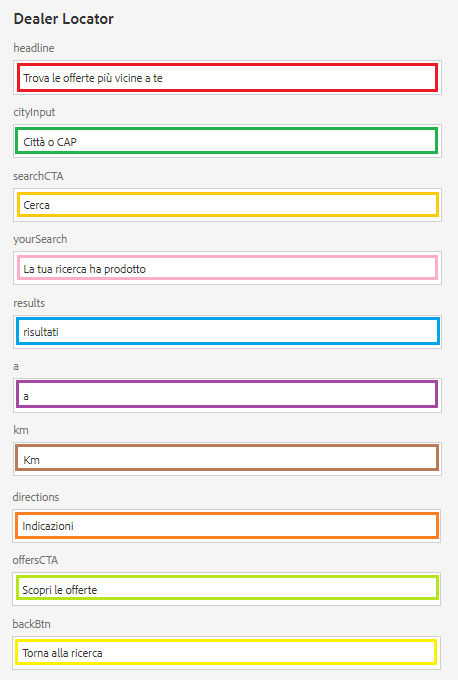 Dealer Locator
headline
Trova le offerte più vicine a te
cityInput
Città o CAP
searchCTA
Cerca
yourSearch
La tua ricerca ha prodotto
results
risultati
a
a
km
Km
directions
Indicazioni
offersCTA
Scopri le offerte
backBtn
Torna alla ricerca